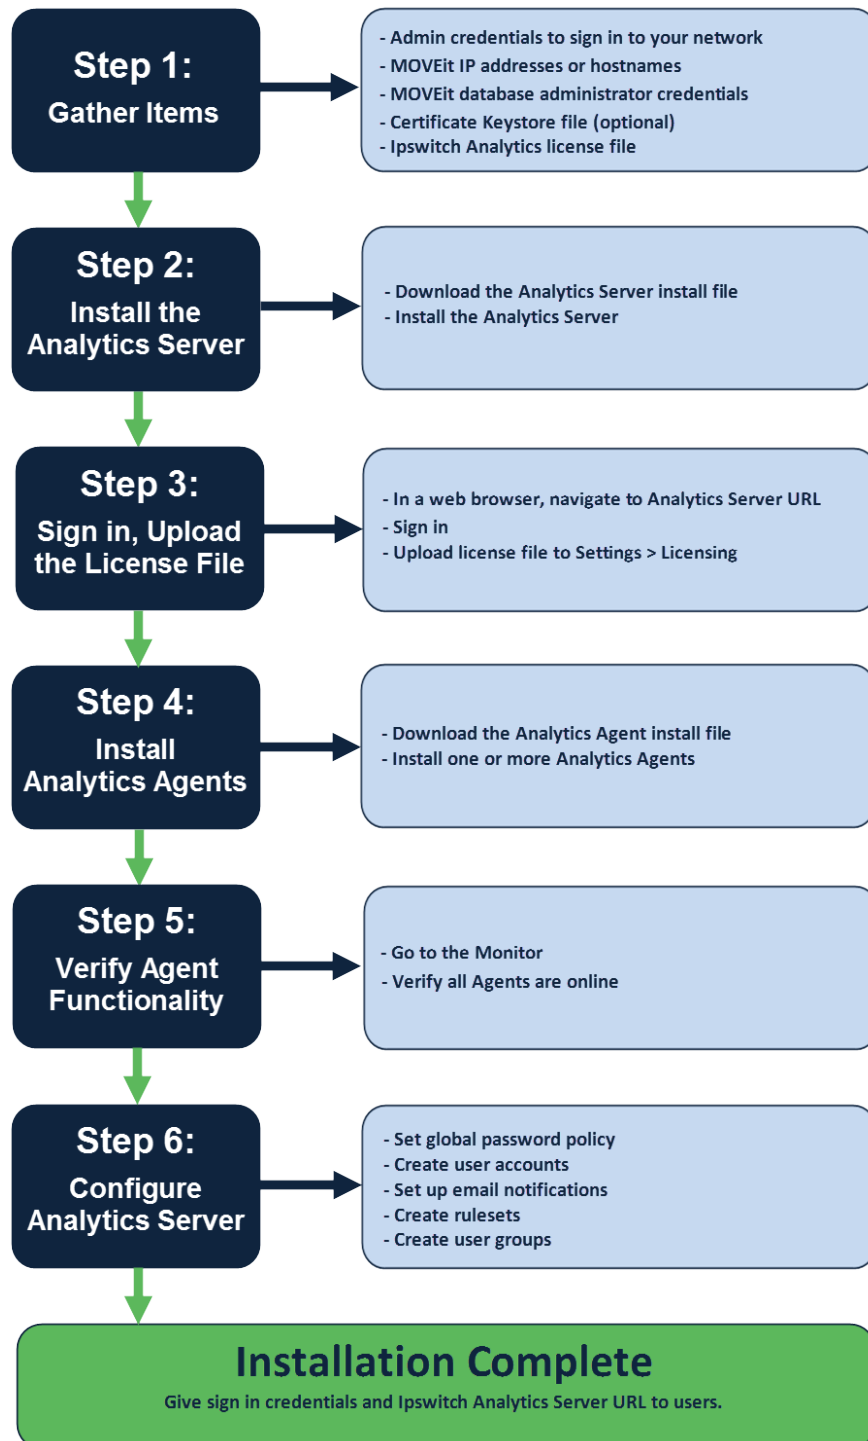 Step 1:
Gather Items
- Admin credentials to sign in to your network
- MOVEit IP addresses or hostnames
- MOVEit database administrator credentials
- Certificate Keystore file (optional)
- Ipswitch Analytics license file
Step 2:
Install the
Analytics Server
- Download the Analytics Server install file
- Install the Analytics Server
Step 3:
Sign in, Upload
the License File
- In a web browser, navigate to Analytics Server URL
- Sign in
- Upload license file to Settings > Licensing
Step 4:
Install
Analytics Agents
- Download the Analytics Agent install file
- Install one or more Analytics Agents
Step 5:
Verify Agent
Functionality
- Go to the Monitor
- Verify all Agents are online
Step 6:
Configure
Analytics Server
- Set global password policy
- Create user accounts
- Set up email notifications
- Create rulesets
- Create user groups
Installation Complete
Give sign in credentials and Ipswitch Analytics Server URL to users.